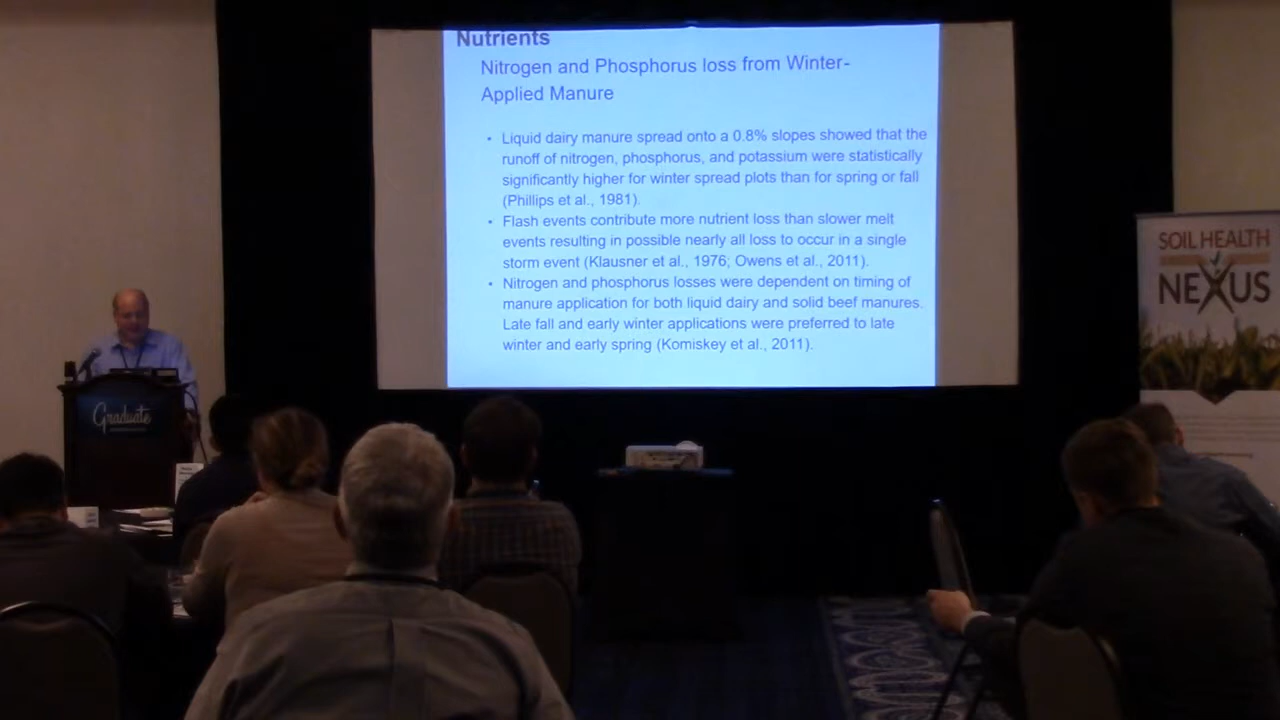 Nutrients
Nitrogen and Phosphorus loss from Winter-
Applied Manure
• Liquid dairy manure spread onto a 0.8% slopes showed that the
runoff of nitrogen, phosphorus, and potassium were statistically
significantly higher for winter spread plots than for spring or fall
(Phillips et al., 1981).
• Flash events contribute more nutrient loss than slower melt
events resulting in possible nearly all loss to occur in a single
storm event (Klausner et al., 1976; Owens et al., 2011).
• Nitrogen and phosphorus losses were dependent on timing of
manure application for both liquid dairy and solid beef manures.
Late fall and early winter applications were preferred to late
winter and early spring (Komiskey et al., 2011).
SOIL HEALTH
NEXUS
Graduate